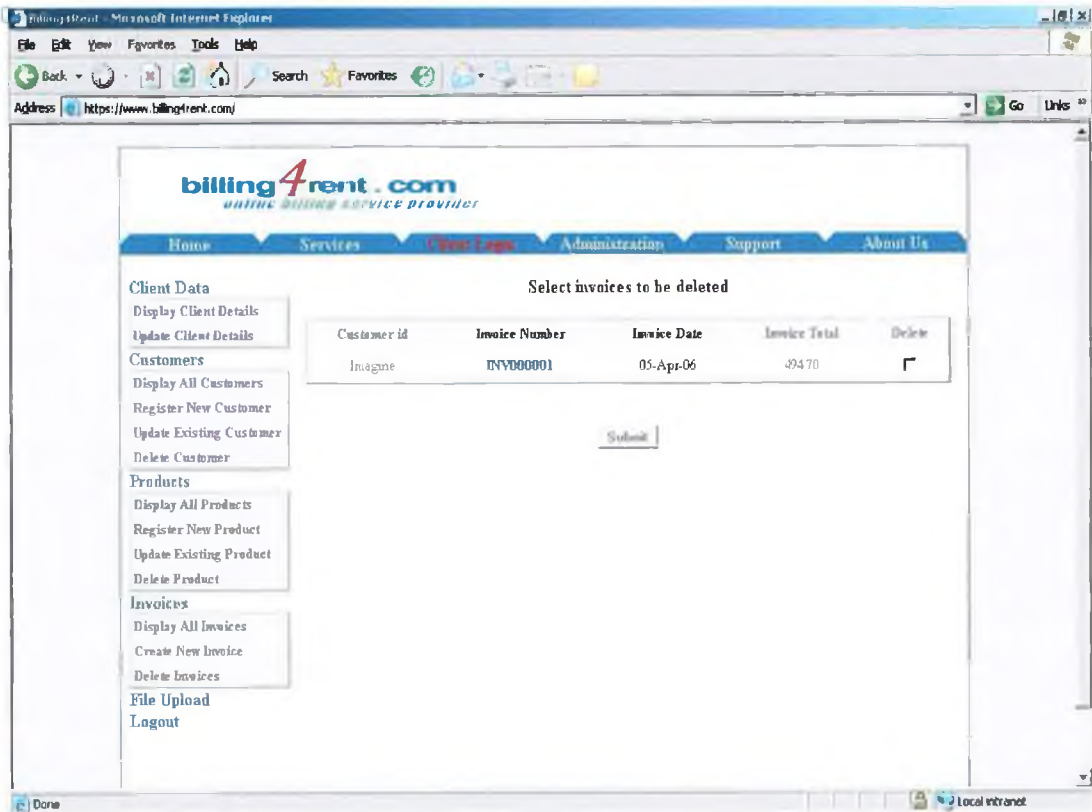 billing4rent - Microsoft Internet Explorer
File Edit View Favorites Tools Help
Back Search Favorites
Address https://www.billing4rent.com/ Go Links »
billing4rent.com
online billing service provider
Home Services Client Login Administration Support About Us
Client Data
Display Client Details
Update Client Details
Customers
Display All Customers
Register New Customer
Update Existing Customer
Delete Customer
Products
Display All Products
Register New Product
Update Existing Product
Delete Product
Invoices
Display All Invoices
Create New Invoice
Delete Invoices
File Upload
Logout
Select invoices to be deleted
Customer id Invoice Number Invoice Date Invoice Total Delete
Imagine INV000001 05-Apr-06 49470
Submit
Done Local intranet